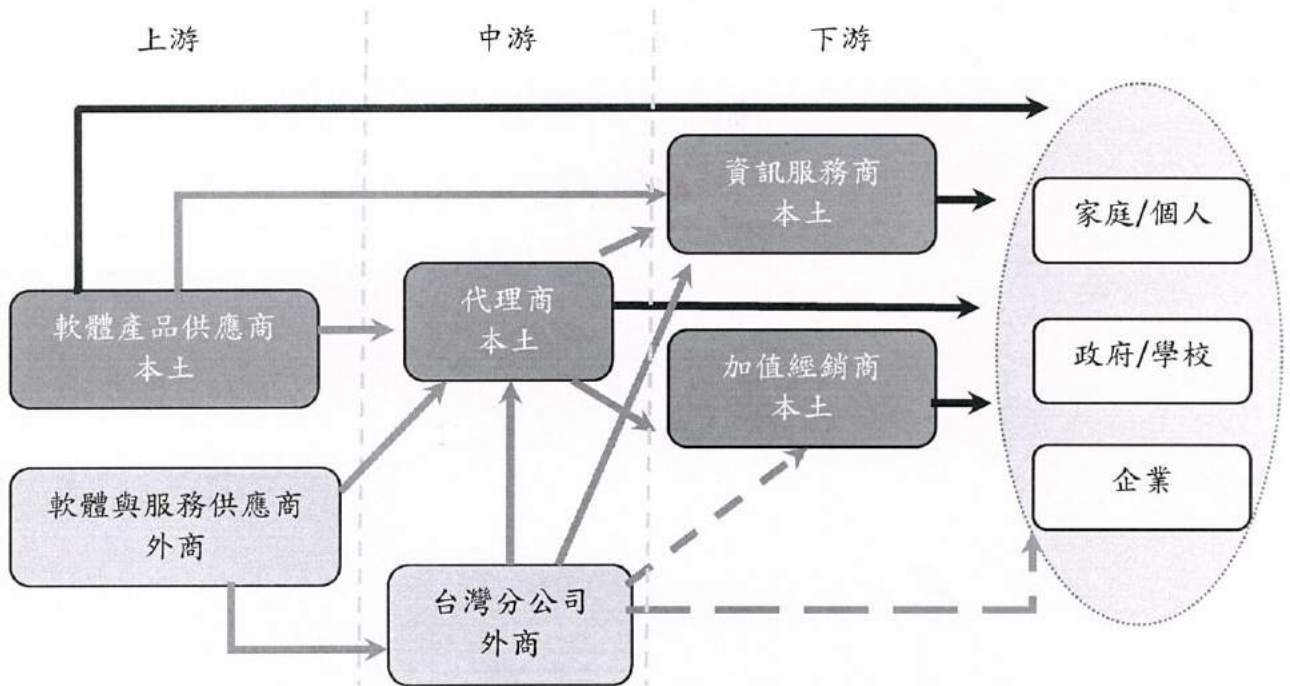 上游
中游
下游
資訊服務商
本土
家庭/個人
軟體產品供應商
本土
代理商
本土
加值經銷商
本土
政府/學校
軟體與服務供應商
外商
企業
台灣分公司
外商